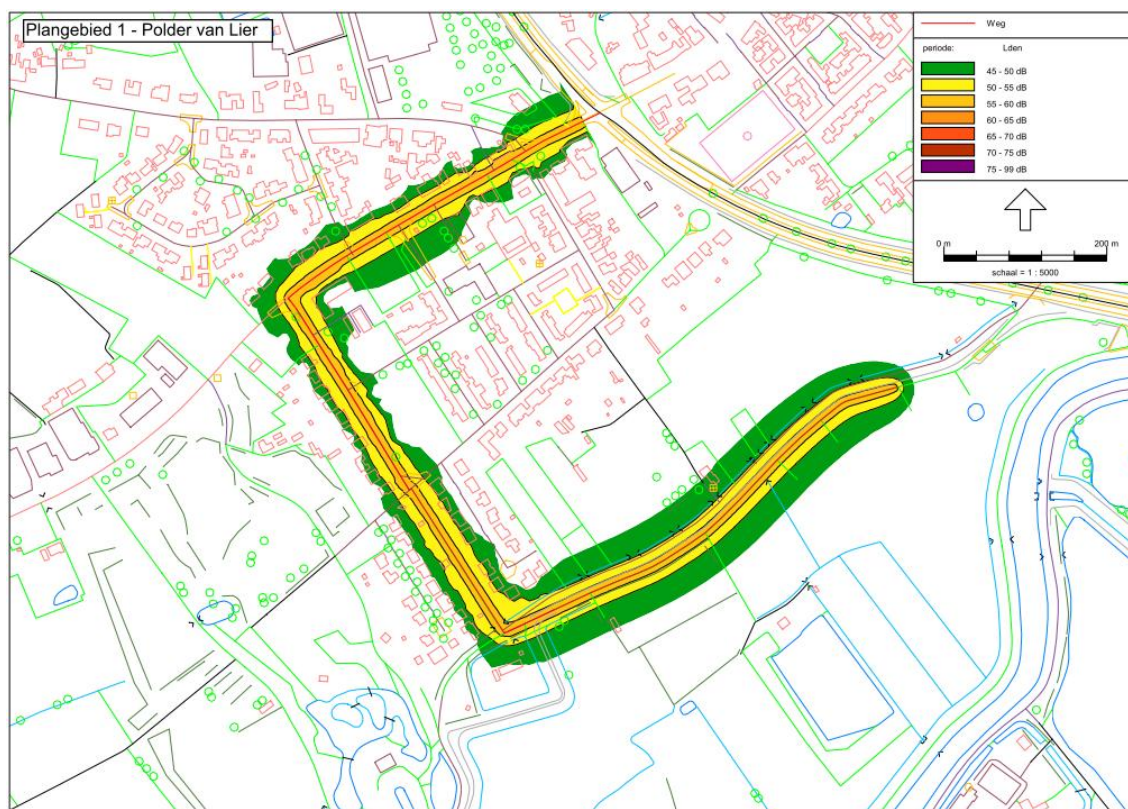 Plangebied 1 - Polder van Lier
Weg
periode: Lden
45 - 50 dB
50 - 55 dB
55 - 60 dB
60 - 65 dB
65 - 70 dB
70 - 75 dB
75 - 99 dB
0 m 200 m
schaal = 1 : 5000